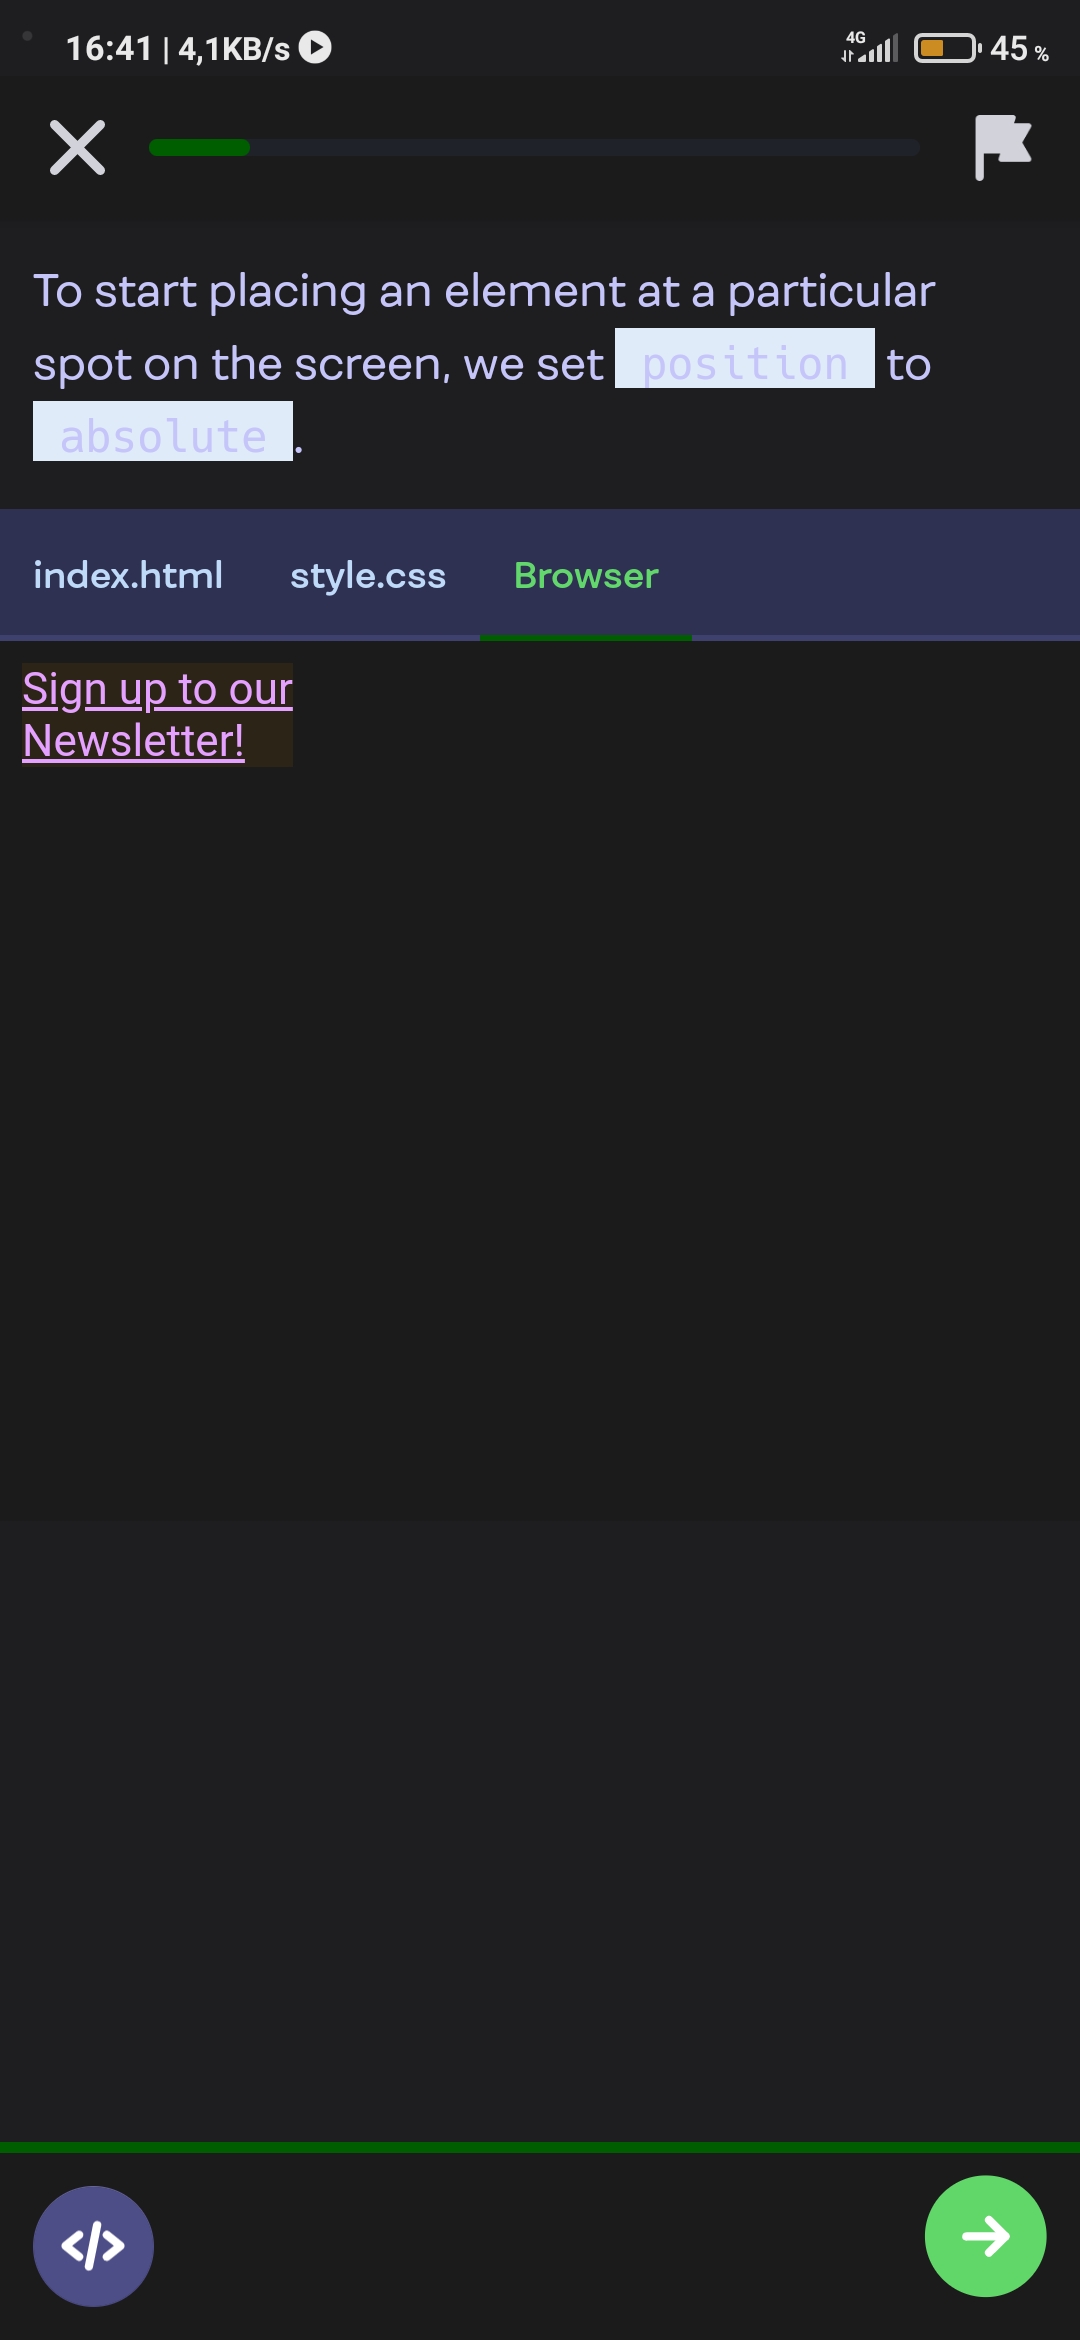 16:41 | 4,1KB/s
4G
45 %
To start placing an element at a particular
spot on the screen, we set position to
absolute .
index.html style.css Browser
Sign up to our
Newsletter!